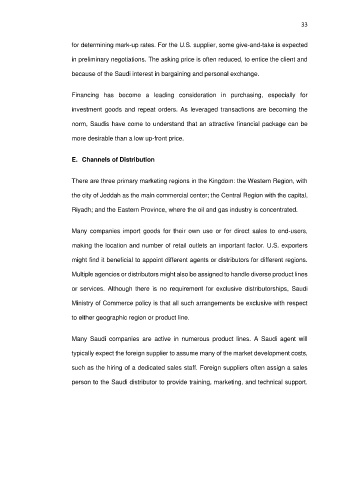 33
for determining mark-up rates. For the U.S. supplier, some give-and-take is expected
in preliminary negotiations. The asking price is often reduced, to entice the client and
because of the Saudi interest in bargaining and personal exchange.
Financing has become a leading consideration in purchasing, especially for
investment goods and repeat orders. As leveraged transactions are becoming the
norm, Saudis have come to understand that an attractive financial package can be
more desirable than a low up-front price.
E. Channels of Distribution
There are three primary marketing regions in the Kingdom: the Western Region, with
the city of Jeddah as the main commercial center; the Central Region with the capital,
Riyadh; and the Eastern Province, where the oil and gas industry is concentrated.
Many companies import goods for their own use or for direct sales to end-users,
making the location and number of retail outlets an important factor. U.S. exporters
might find it beneficial to appoint different agents or distributors for different regions.
Multiple agencies or distributors might also be assigned to handle diverse product lines
or services. Although there is no requirement for exclusive distributorships, Saudi
Ministry of Commerce policy is that all such arrangements be exclusive with respect
to either geographic region or product line.
Many Saudi companies are active in numerous product lines. A Saudi agent will
typically expect the foreign supplier to assume many of the market development costs,
such as the hiring of a dedicated sales staff. Foreign suppliers often assign a sales
person to the Saudi distributor to provide training, marketing, and technical support.